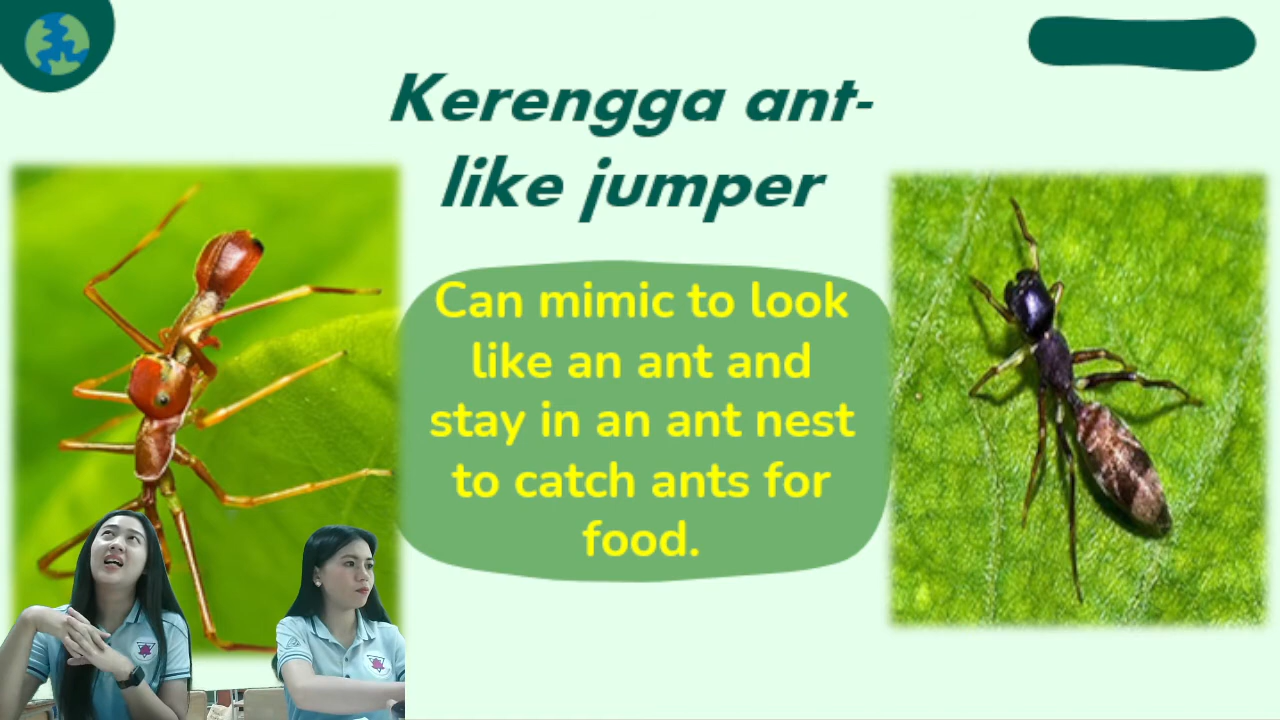 Kerengga ant-
like jumper
Can mimic to look
like an ant and
stay in an ant nest
to catch ants for
food.